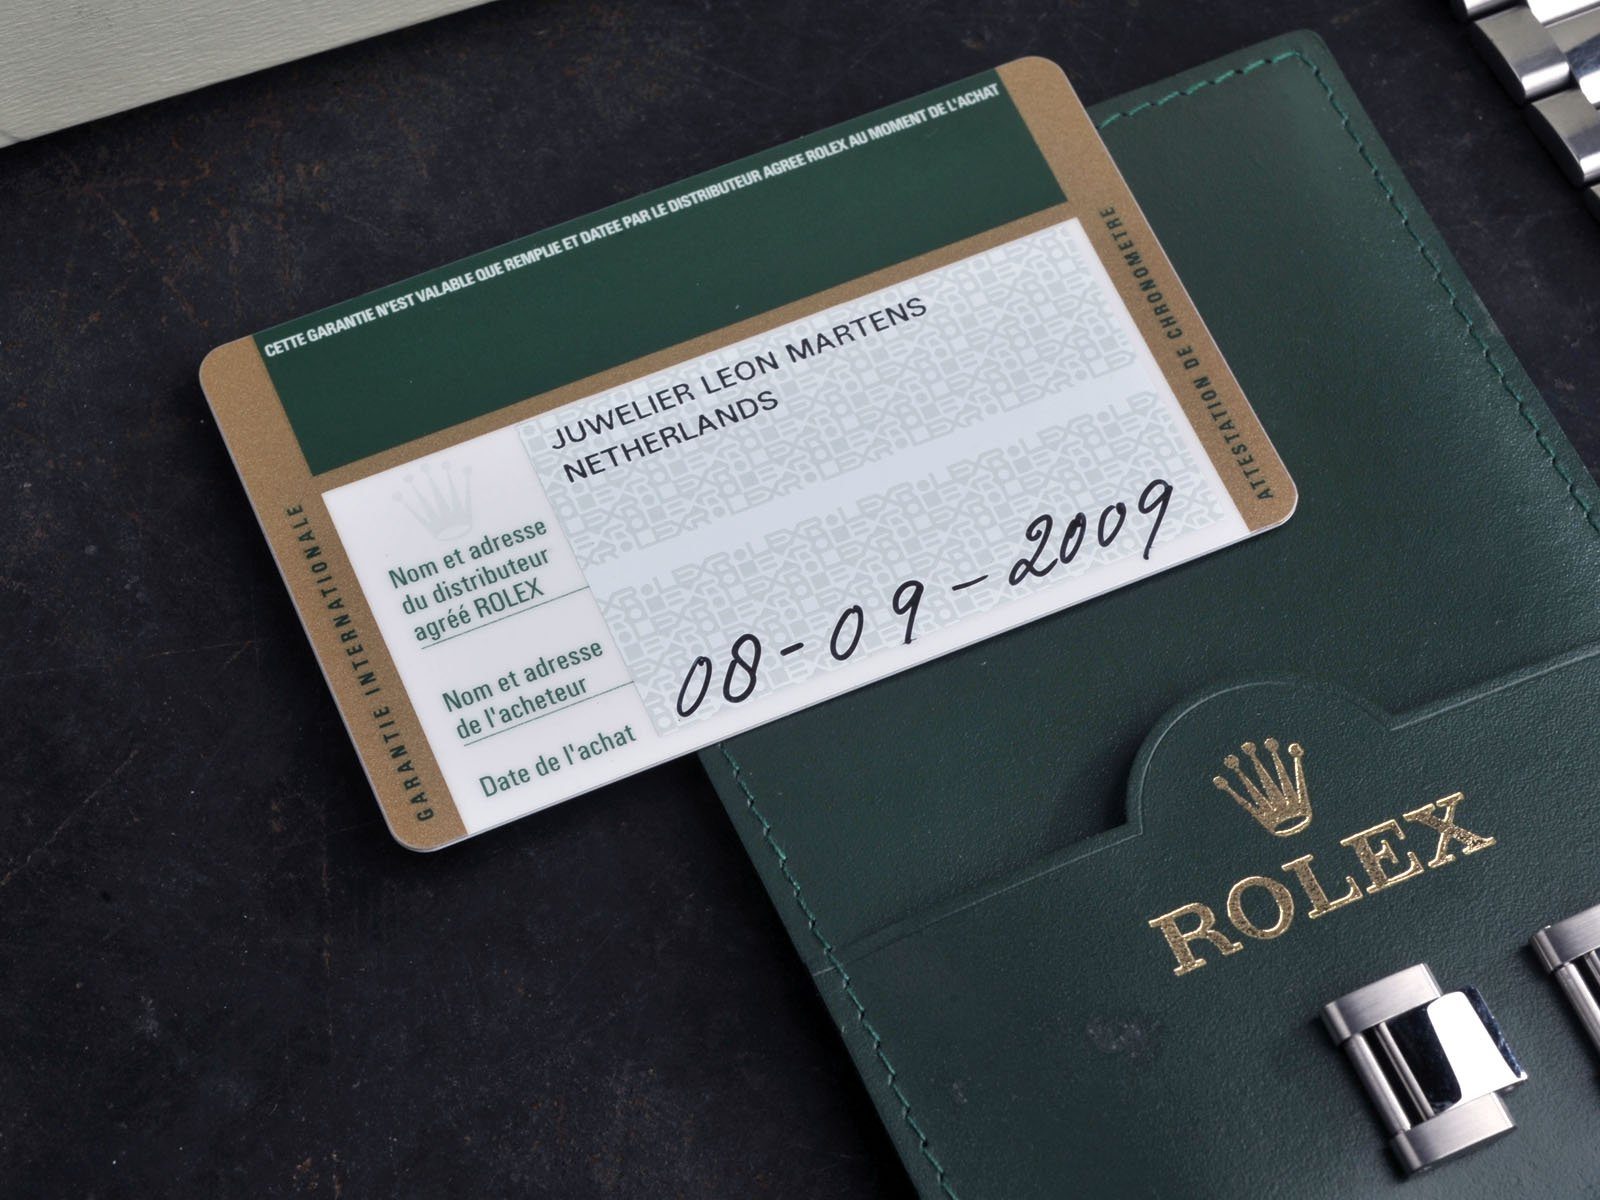 CETTE GARANTIE N'EST VALABLE QUE REMPLIE ET DATEE PAR LE DISTRIBUTEUR AGREE ROLEX AU MOMENT DE L'ACHAT
GARANTIE INTERNATIONALE
ATTESTATION DE CHRONOMETRE
JUWELIER LEON MARTENS
NETHERLANDS
Nom et adresse
du distributeur
agréé ROLEX
Nom et adresse
de l'acheteur
Date de l'achat
08-09-2009
ROLEX